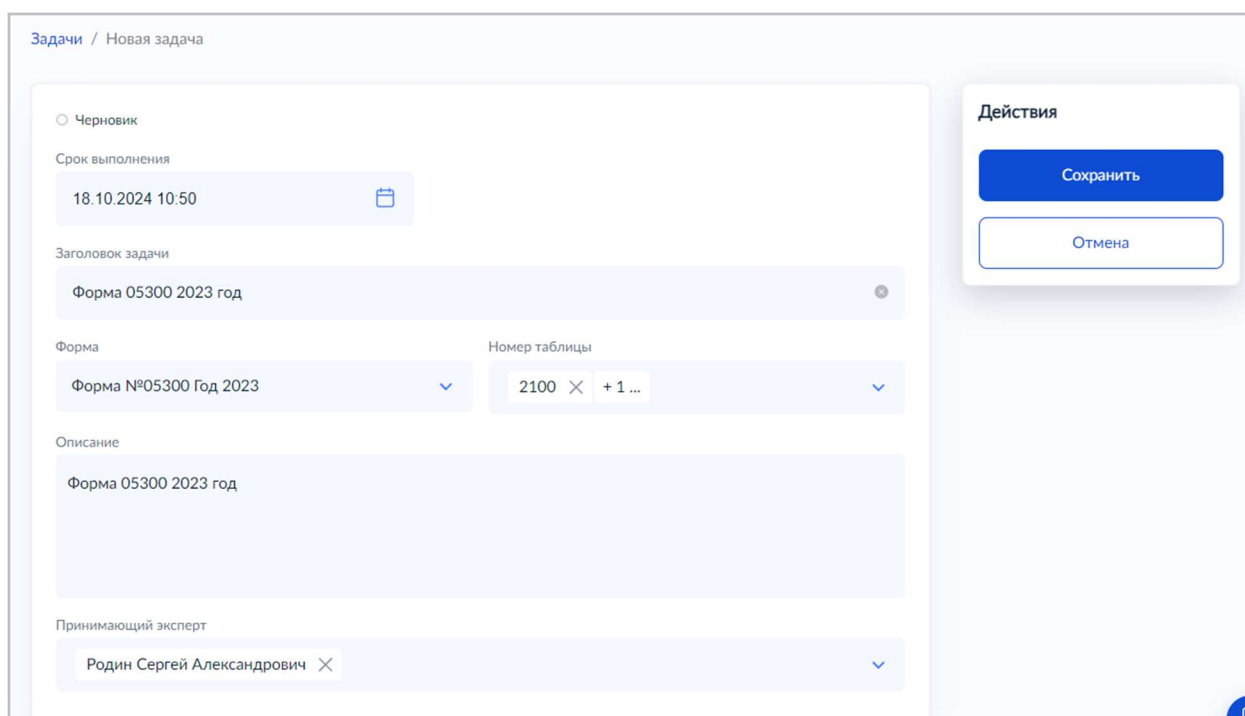 Задачи / Новая задача
Черновик
Срок выполнения
18.10.2024 10:50
Заголовок задачи
Форма 05300 2023 год
Форма
Номер таблицы
Форма №05300 Год 2023
2100 + 1 ...
Описание
Форма 05300 2023 год
Принимающий эксперт
Родин Сергей Александрович
Действия
Сохранить
Отмена